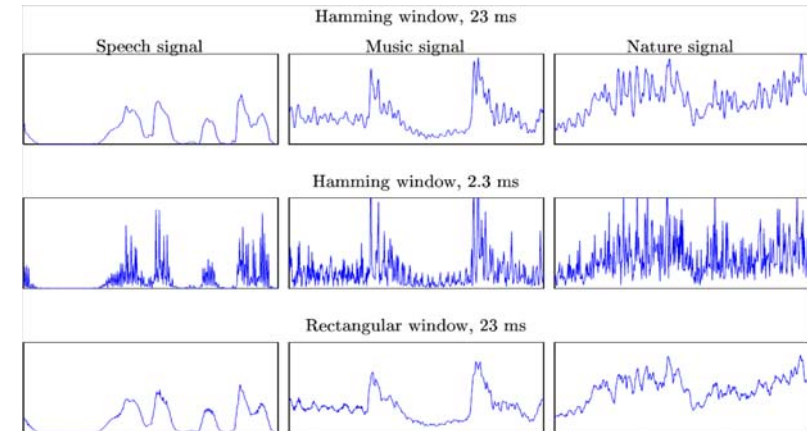 Hamming window, 23 ms
Speech signal Music signal Nature signal
Hamming window, 2.3 ms
Rectangular window, 23 ms